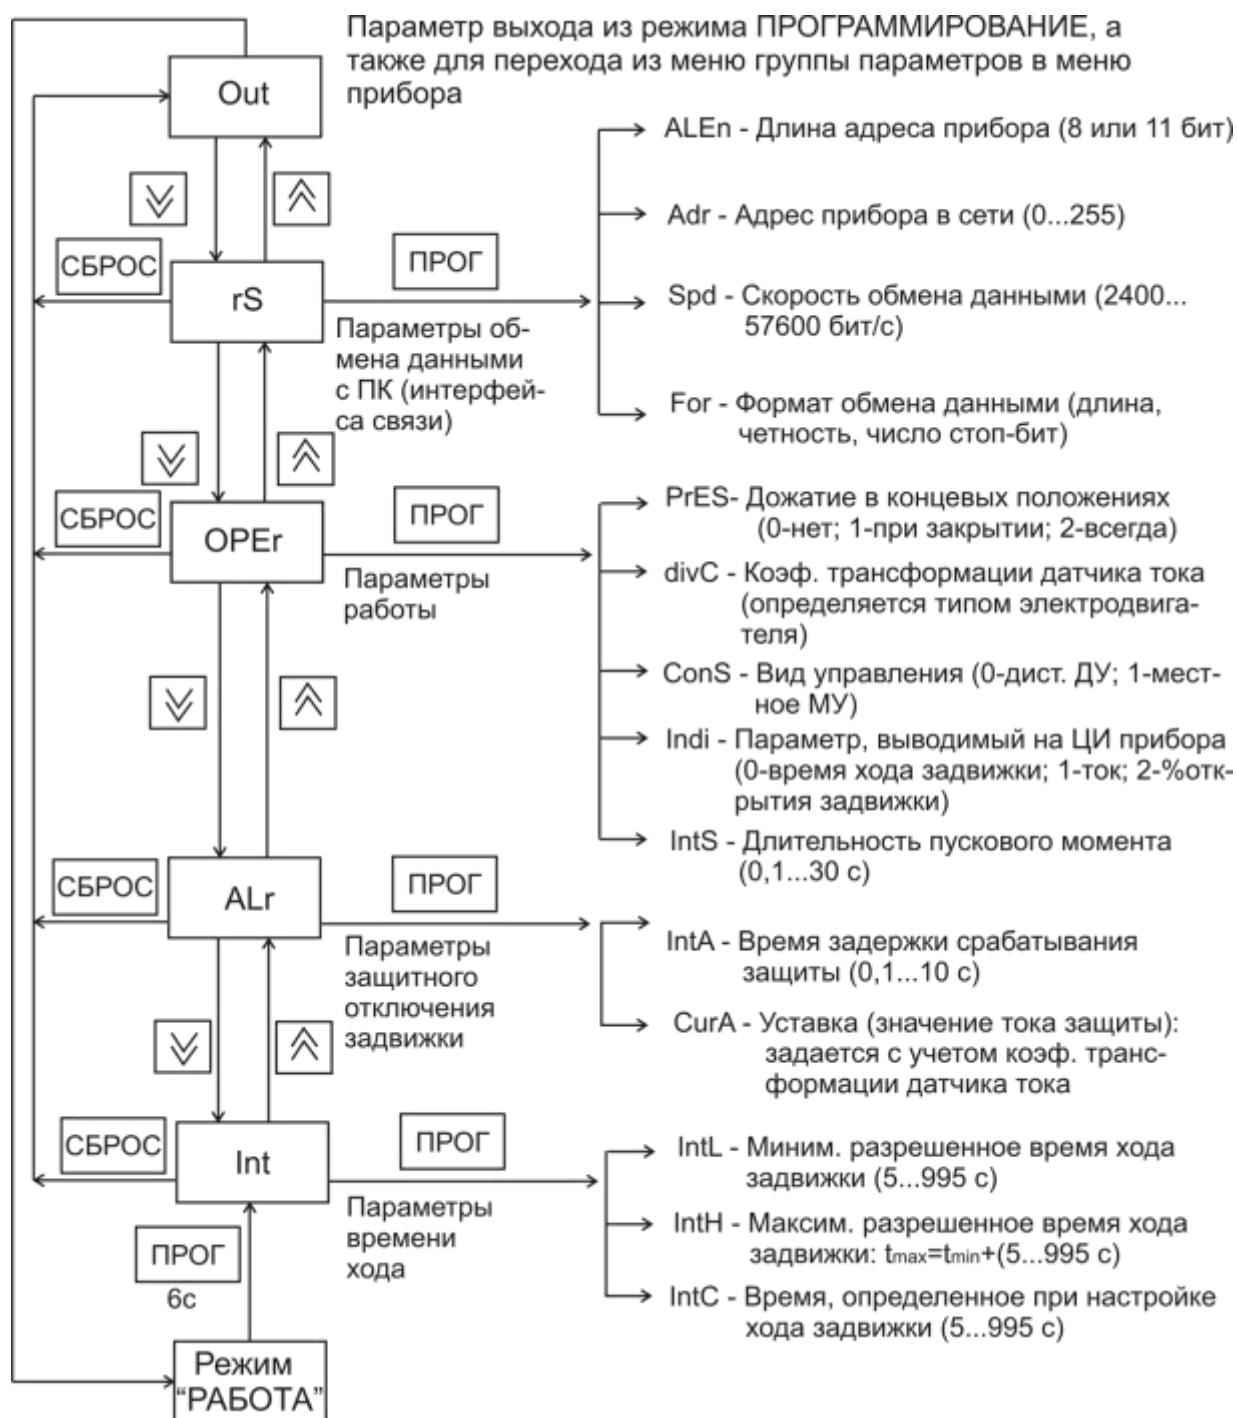 Параметр выхода из режима ПРОГРАММИРОВАНИЕ, а
также для перехода из меню группы параметров в меню
прибора
Out
ALEn - Длина адреса прибора (8 или 11 бит)
Adr - Адрес прибора в сети (0...255)
СБРОС
ПРОГ
rS
Spd - Скорость обмена данными (2400...
57600 бит/с)
Параметры об-
мена данными
с ПК (интерфей-
са связи)
For - Формат обмена данными (длина,
четность, число стоп-бит)
СБРОС
ПРОГ
OPEr
Параметры
работы
PrES- Дожатие в концевых положениях
(0-нет; 1-при закрытии; 2-всегда)
divC - Коэф. трансформации датчика тока
(определяется типом электродвига-
теля)
ConS - Вид управления (0-дист. ДУ; 1-мест-
ное МУ)
Indi - Параметр, выводимый на ЦИ прибора
(0-время хода задвижки; 1-ток; 2-%отк-
рытия задвижки)
IntS - Длительность пускового момента
(0,1...30 с)
СБРОС
ПРОГ
ALr
Параметры
защитного
отключения
задвижки
IntA - Время задержки срабатывания
защиты (0,1...10 с)
CurA - Уставка (значение тока защиты):
задается с учетом коэф. транс-
формации датчика тока
СБРОС
ПРОГ
Int
Параметры
времени
хода
IntL - Миним. разрешенное время хода
задвижки (5...995 с)
IntH - Максим. разрешенное время хода
задвижки: tmax=tmin+(5...995 с)
IntC - Время, определенное при настройке
хода задвижки (5...995 с)
ПРОГ
6с
Режим
“РАБОТА”